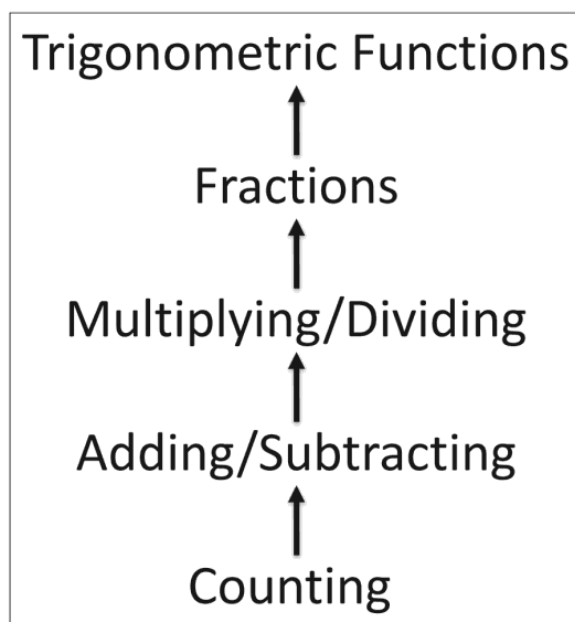 Trigonometric Functions
Fractions
Multiplying/Dividing
Adding/Subtracting
Counting